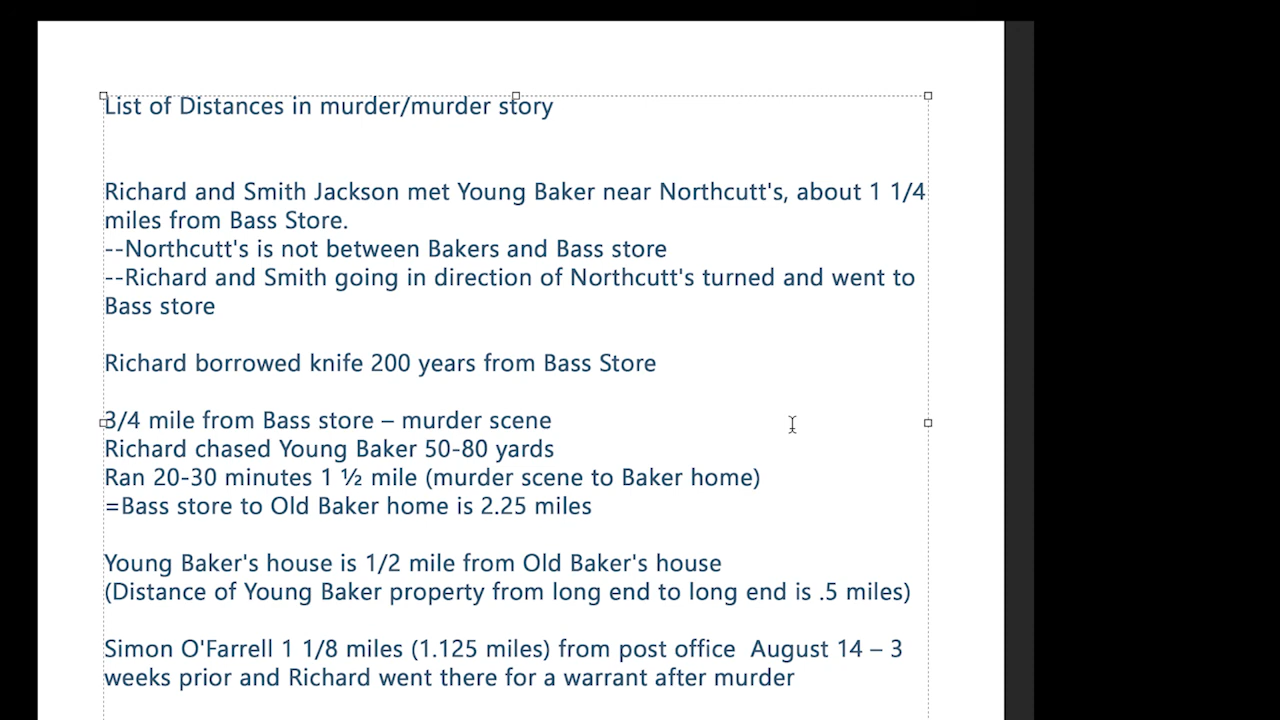 List of Distances in murder/murder story
Richard and Smith Jackson met Young Baker near Northcutt's, about 1 1/4
miles from Bass Store.
--Northcutt's is not between Bakers and Bass store
--Richard and Smith going in direction of Northcutt's turned and went to
Bass store
Richard borrowed knife 200 years from Bass Store
3/4 mile from Bass store – murder scene
Richard chased Young Baker 50-80 yards
Ran 20-30 minutes 1 ½ mile (murder scene to Baker home)
=Bass store to Old Baker home is 2.25 miles
Young Baker's house is 1/2 mile from Old Baker's house
(Distance of Young Baker property from long end to long end is .5 miles)
Simon O'Farrell 1 1/8 miles (1.125 miles) from post office  August 14 – 3
weeks prior and Richard went there for a warrant after murder